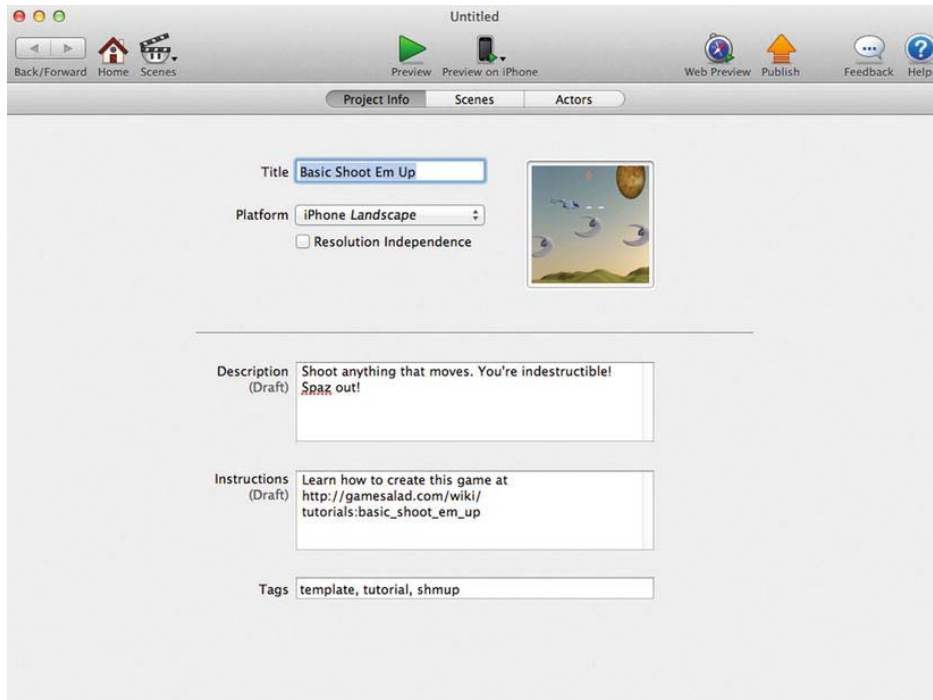 Untitled
Back/Forward Home Scenes Preview Preview on iPhone Web Preview Publish Feedback Help
Project Info Scenes Actors
Title Basic Shoot Em Up
Platform iPhone Landscape
Resolution Independence
Description Shoot anything that moves. You're indestructible!
(Draft) Spaz out!
Instructions Learn how to create this game at
(Draft) http://gamesalad.com/wiki/
tutorials:basic_shoot_em_up
Tags template, tutorial, shmup